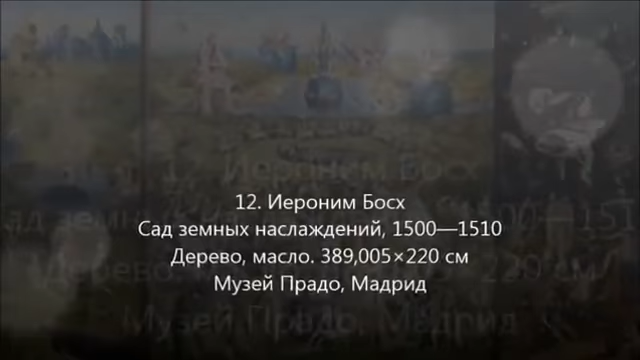 12. Иероним Босх
Сад земных наслаждений, 1500—1510
Дерево, масло. 389,005×220 см
Музей Прадо, Мадрид